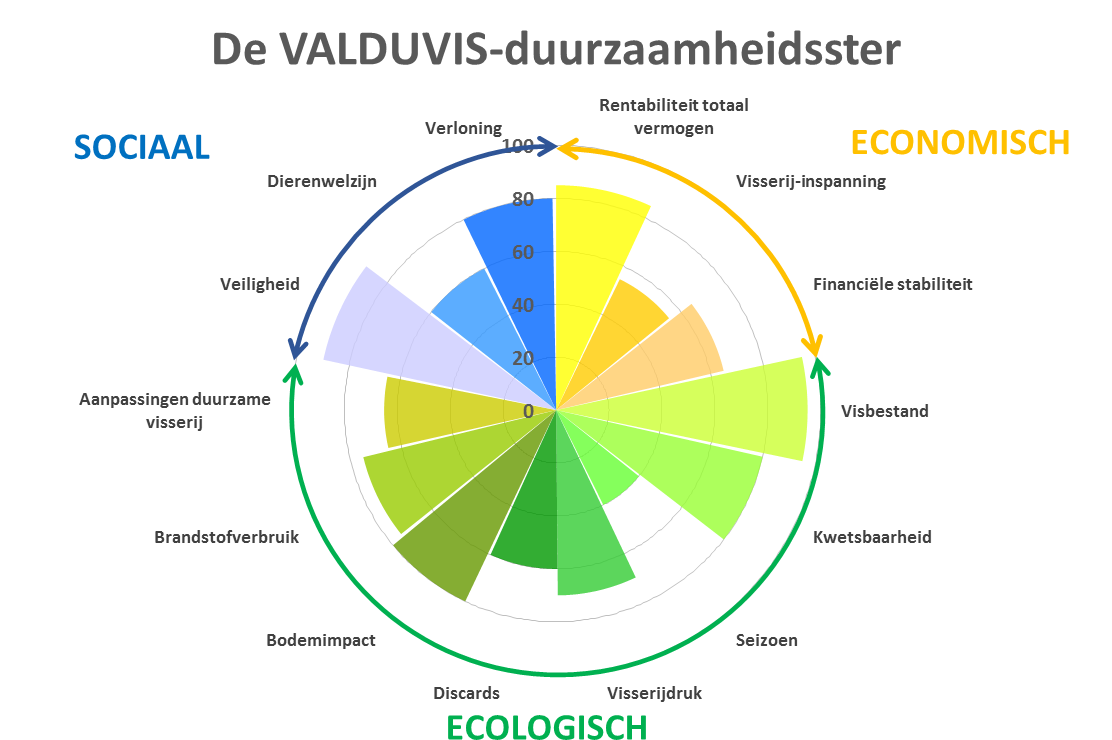 De VALDUVIS-duurzaamheidsster
SOCIAAL
ECONOMISCH
Rentabiliteit totaal
vermogen
Verloning
Visserij-inspanning
Dierenwelzijn
Financiële stabiliteit
Veiligheid
100
80
60
40
20
0
Visbestand
Aanpassingen duurzame
visserij
Kwetsbaarheid
Brandstofverbruik
Seizoen
Bodemimpact
Visserijdruk
Discards
ECOLOGISCH